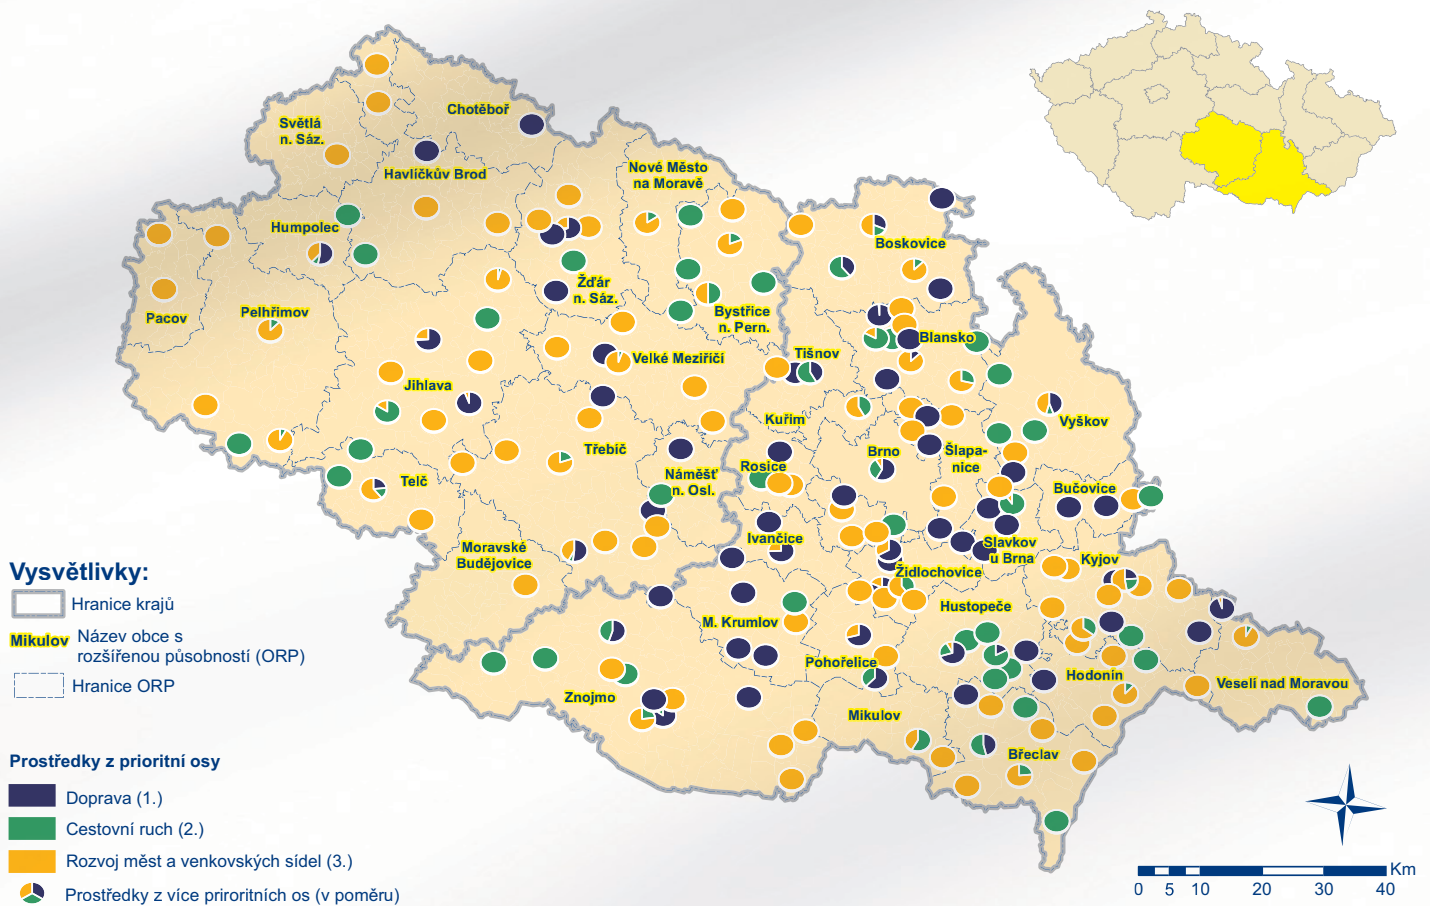 Chotěboř
Světlá
n. Sáz.
Havlíčkův Brod
Nové Město
na Moravě
Humpolec
Boskovice
Žďár
n. Sáz.
Pacov
Pelhřimov
Bystřice
n. Pern.
Blansko
Tišnov
Velké Meziříčí
Jihlava
Kuřim
Vyškov
Třebíč
Brno
Šlapa-
nice
Rosice
Telč
Náměšť
n. Osl.
Bučovice
Ivančice
Slavkov
u Brna
Moravské
Budějovice
Kyjov
Židlochovice
Hustopeče
M. Krumlov
Pohořelice
Hodonín
Veselí nad Moravou
Znojmo
Mikulov
Břeclav
Vysvětlivky:
Hranice krajů
Mikulov Název obce s
rozšířenou působností (ORP)
Hranice ORP
Prostředky z prioritní osy
Doprava (1.)
Cestovní ruch (2.)
Rozvoj měst a venkovských sídel (3.)
Prostředky z více priroritních os (v poměru)
Km
0 5 10 20 30 40